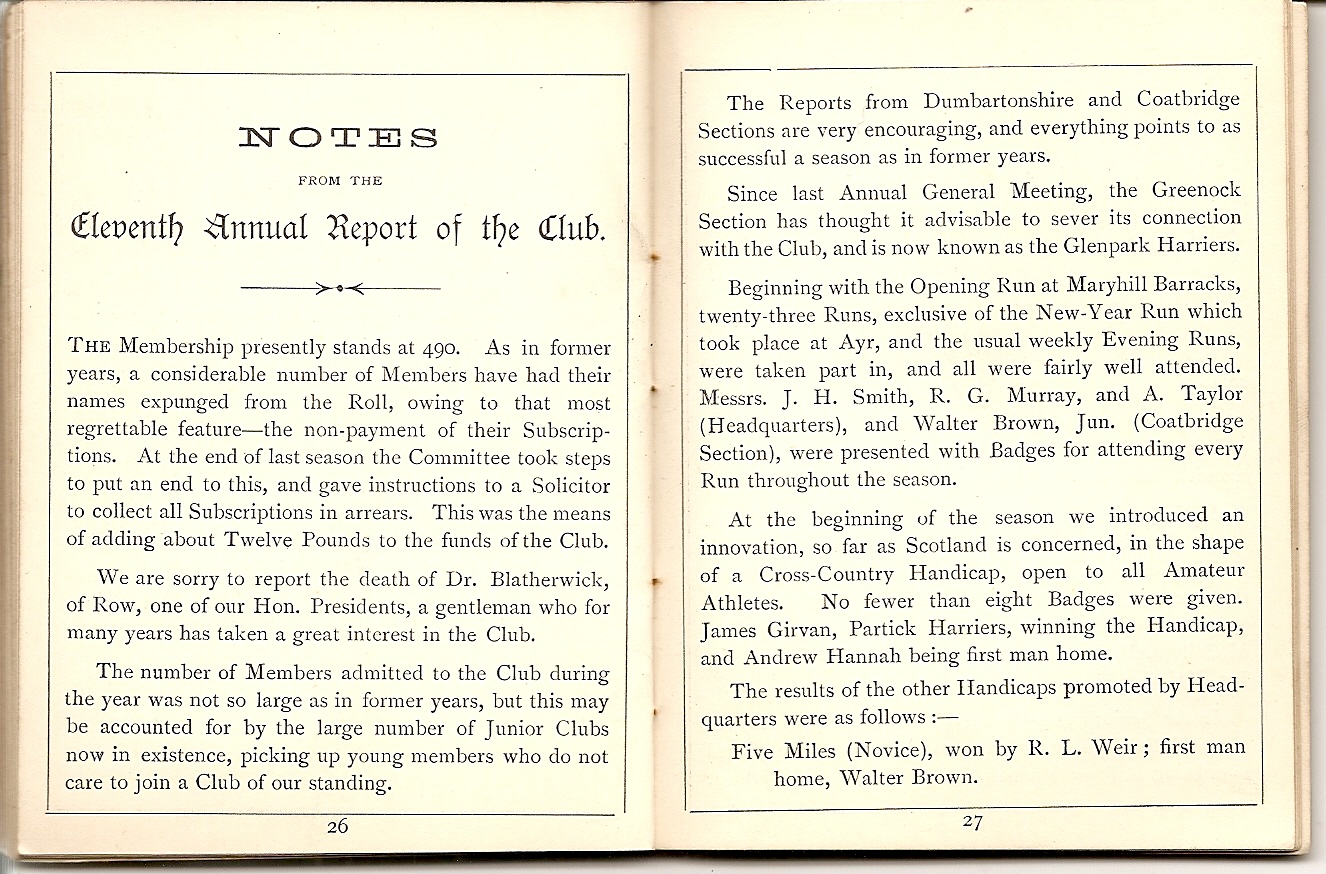 NOTES
FROM THE
Eleventh Annual Report of the Club.
THE Membership presently stands at 490. As in former
years, a considerable number of Members have had their
names expunged from the Roll, owing to that most
regrettable feature—the non-payment of their Subscrip-
tions. At the end of last season the Committee took steps
to put an end to this, and gave instructions to a Solicitor
to collect all Subscriptions in arrears. This was the means
of adding about Twelve Pounds to the funds of the Club.
We are sorry to report the death of Dr. Blatherwick,
of Row, one of our Hon. Presidents, a gentleman who for
many years has taken a great interest in the Club.
The number of Members admitted to the Club during
the year was not so large as in former years, but this may
be accounted for by the large number of Junior Clubs
now in existence, picking up young members who do not
care to join a Club of our standing.
26
The Reports from Dumbartonshire and Coatbridge
Sections are very encouraging, and everything points to as
successful a season as in former years.
Since last Annual General Meeting, the Greenock
Section has thought it advisable to sever its connection
with the Club, and is now known as the Glenpark Harriers.
Beginning with the Opening Run at Maryhill Barracks,
twenty-three Runs, exclusive of the New-Year Run which
took place at Ayr, and the usual weekly Evening Runs,
were taken part in, and all were fairly well attended.
Messrs. J. H. Smith, R. G. Murray, and A. Taylor
(Headquarters), and Walter Brown, Jun. (Coatbridge
Section), were presented with Badges for attending every
Run throughout the season.
At the beginning of the season we introduced an
innovation, so far as Scotland is concerned, in the shape
of a Cross-Country Handicap, open to all Amateur
Athletes. No fewer than eight Badges were given.
James Girvan, Partick Harriers, winning the Handicap,
and Andrew Hannah being first man home.
The results of the other Handicaps promoted by Head-
quarters were as follows :—
Five Miles (Novice), won by R. L. Weir ; first man
home, Walter Brown.
27